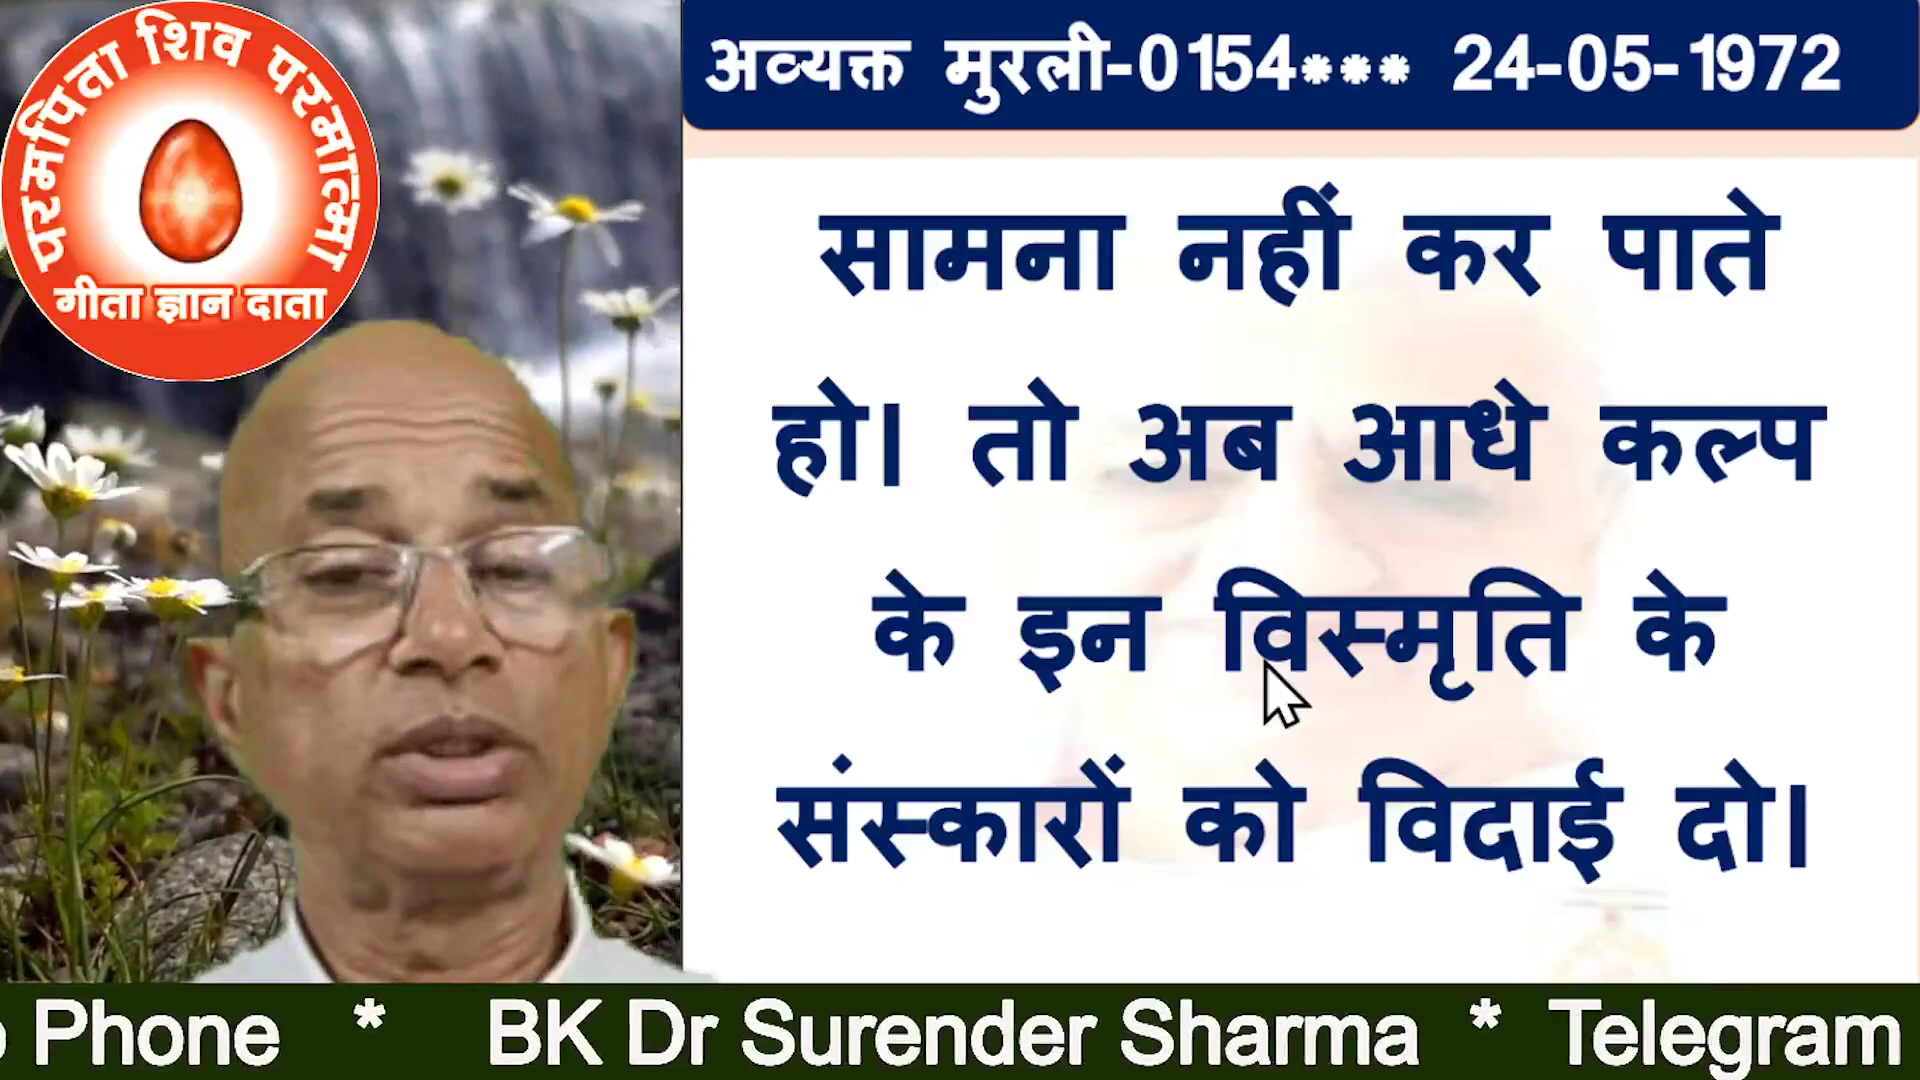 परमपिता शिव परमात्मा
गीता ज्ञान दाता
अव्यक्त मुरली-0154*** 24-05-1972
सामना नहीं कर पाते
हो। तो अब आधे कल्प
के इन विस्मृति के
संस्कारों को विदाई दो।
Phone * BK Dr Surender Sharma * Telegram